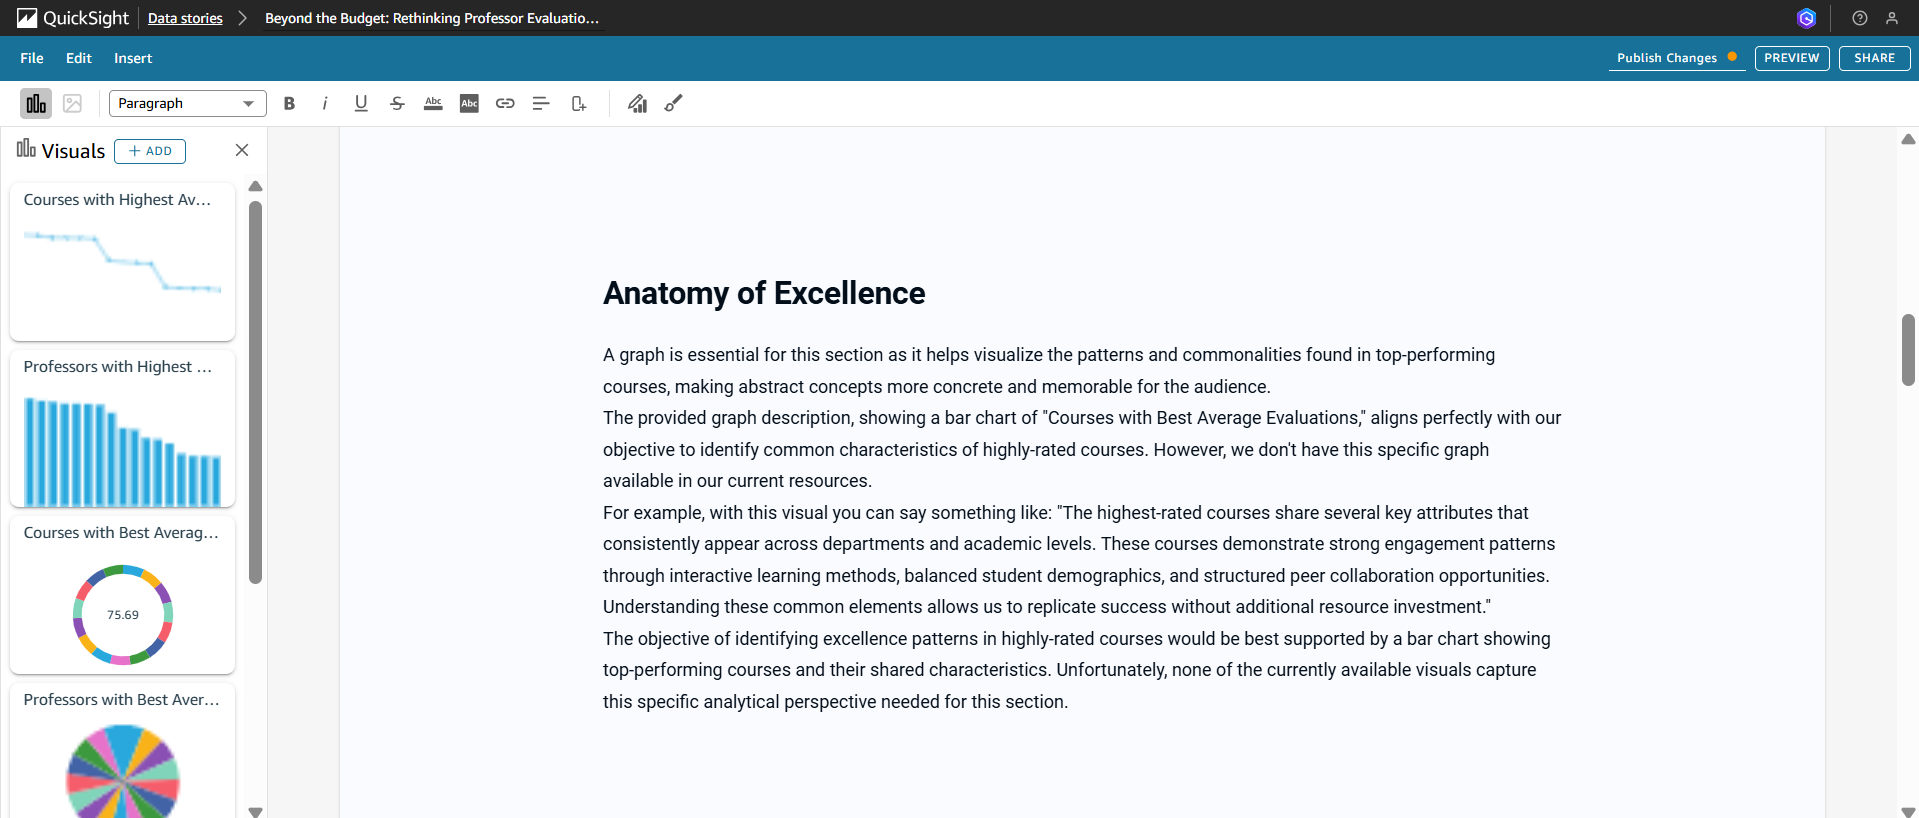 QuickSight Data stories Beyond the Budget: Rethinking Professor Evaluatio...
File Edit Insert Publish Changes PREVIEW SHARE
Paragraph B i U S Abc Abc
Visuals + ADD
Courses with Highest Av...
Professors with Highest ...
Courses with Best Averag...
75.69
Professors with Best Aver...
Anatomy of Excellence
A graph is essential for this section as it helps visualize the patterns and commonalities found in top-performing
courses, making abstract concepts more concrete and memorable for the audience.
The provided graph description, showing a bar chart of "Courses with Best Average Evaluations," aligns perfectly with our
objective to identify common characteristics of highly-rated courses. However, we don't have this specific graph
available in our current resources.
For example, with this visual you can say something like: "The highest-rated courses share several key attributes that
consistently appear across departments and academic levels. These courses demonstrate strong engagement patterns
through interactive learning methods, balanced student demographics, and structured peer collaboration opportunities.
Understanding these common elements allows us to replicate success without additional resource investment."
The objective of identifying excellence patterns in highly-rated courses would be best supported by a bar chart showing
top-performing courses and their shared characteristics. Unfortunately, none of the currently available visuals capture
this specific analytical perspective needed for this section.